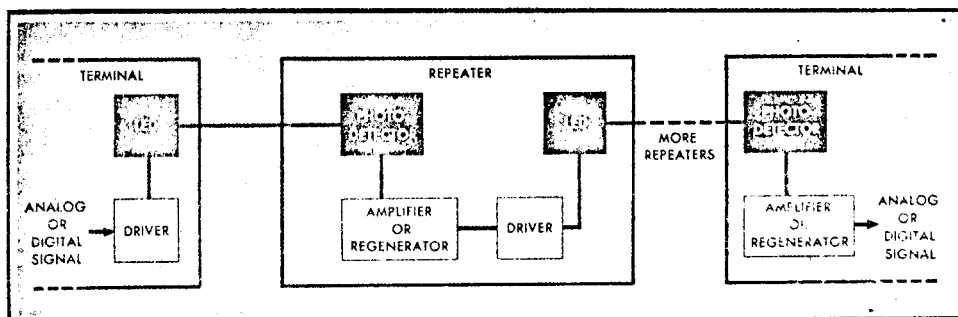 TERMINAL
LED
DRIVER
ANALOG
OR
DIGITAL
SIGNAL
REPEATER
PHOTO
DETECTOR
AMPLIFIER
OR
REGENERATOR
DRIVER
LED
MORE
REPEATERS
TERMINAL
PHOTO
DETECTOR
AMPLIFIER
OR
REGENERATOR
ANALOG
OR
DIGITAL
SIGNAL